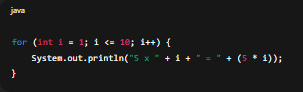 java
for (int i = 1; i <= 10; i++) {
    System.out.println("5 x " + i + " = " + (5 * i));
}